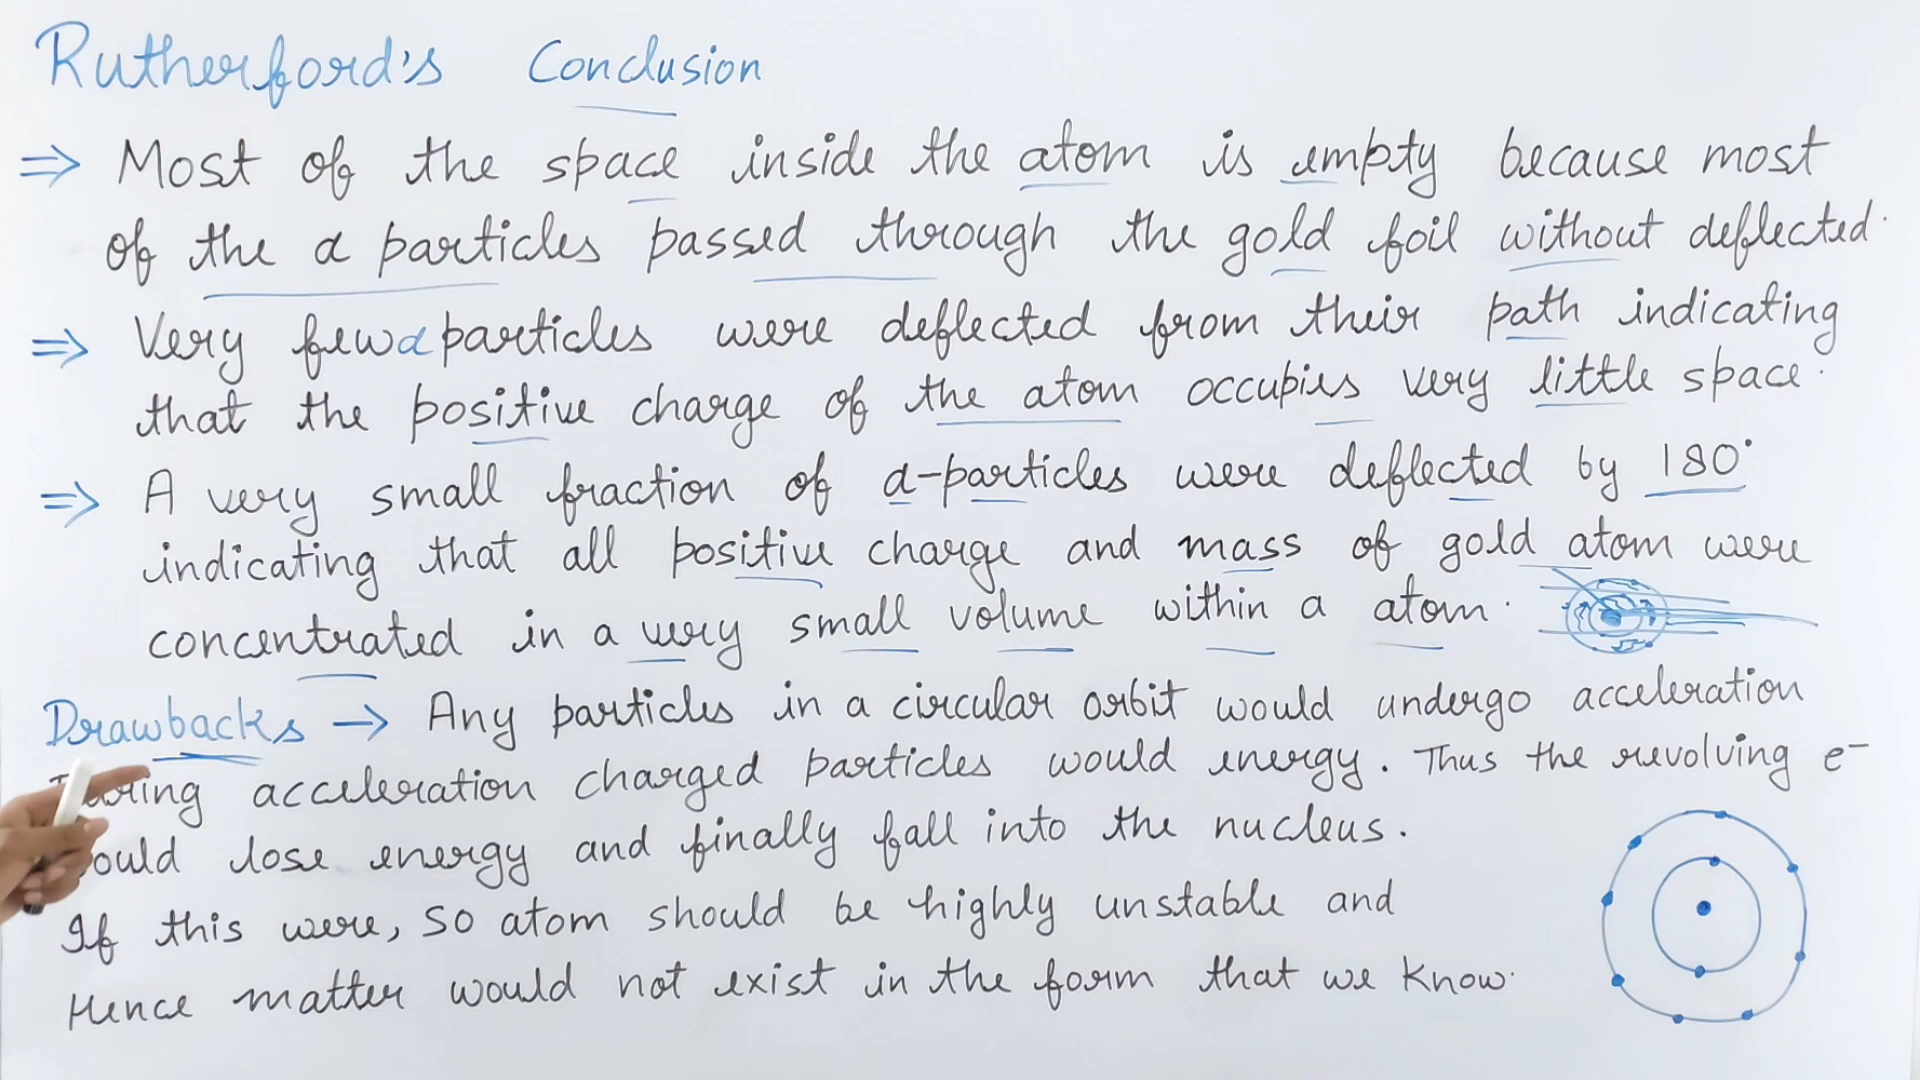 Rutherford's Conclusion
⇒ Most of the space inside the atom is empty because most
of the α particles passed through the gold foil without deflected.
⇒ Very few α particles were deflected from their path indicating
that the positive charge of the atom occupies very little space.
⇒ A very small fraction of α-particles were deflected by 180°
indicating that all positive charge and mass of gold atom were
concentrated in a very small volume within a atom.
Drawbacks → Any particles in a circular orbit would undergo acceleration
acceleration charged particles would energy. Thus the revolving e⁻
lose energy and finally fall into the nucleus.
If this were, so atom should be highly unstable and
Hence matter would not exist in the form that we know.